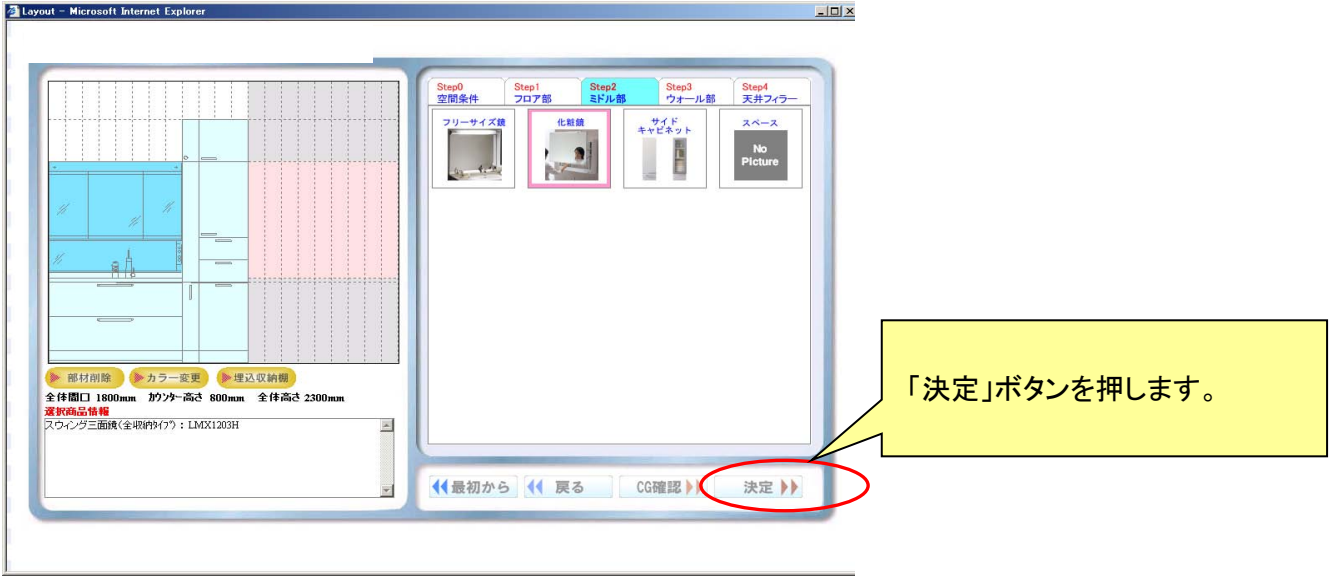 Layout - Microsoft Internet Explorer
Step0
空間条件
Step1
フロア部
Step2
ミドル部
Step3
ウォール部
Step4
天井フィラー
フリーサイズ鏡
化粧鏡
サイド
キャビネット
スペース
No
Picture
部材削除
カラー変更
埋込収納棚
全体間口 1800mm カウンター高さ 800mm 全体高さ 2300mm
選択商品情報
スウィング三面鏡(全収納タイプ) : LMX1203H
最初から
戻る
CG確認
決定
「決定」ボタンを押します。